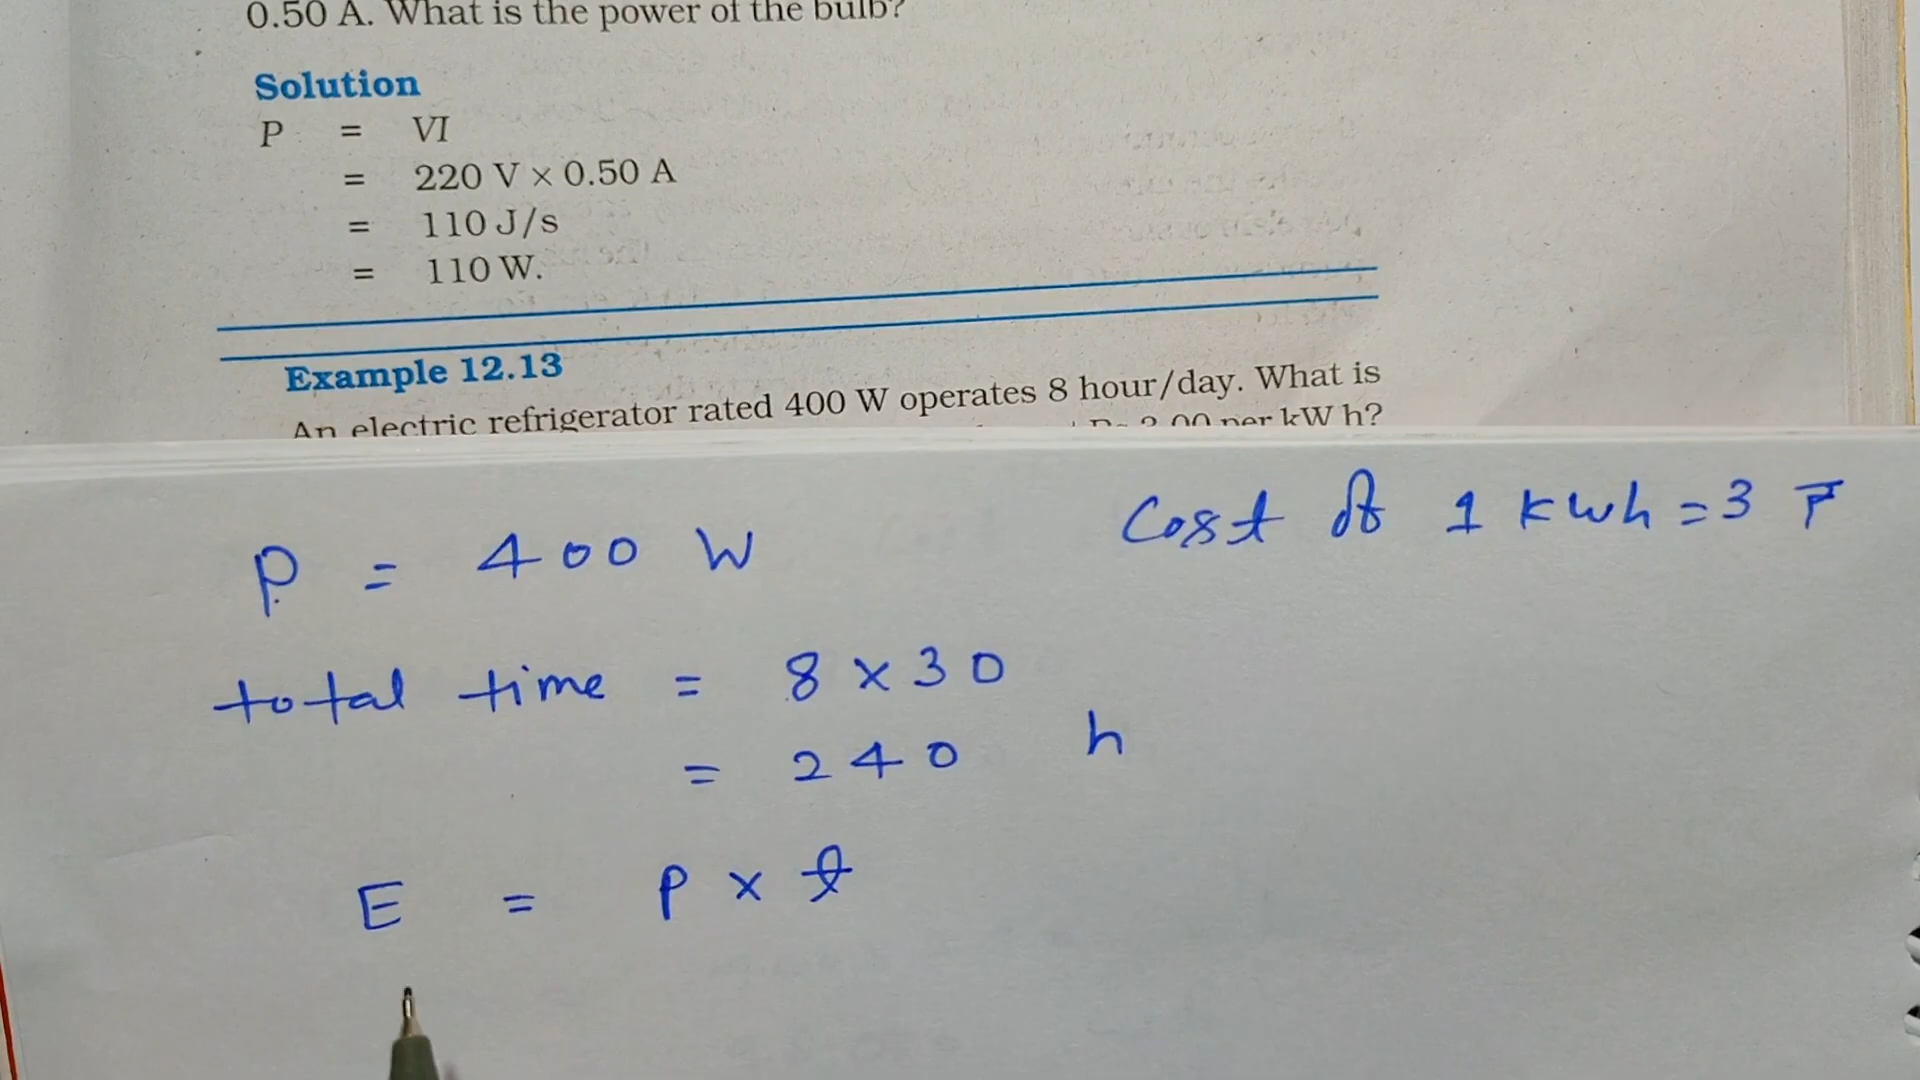 0.50 A. What is the power of the bulb?
Solution
P = VI
= 220 V × 0.50 A
= 110 J/s
= 110 W.
Example 12.13
An electric refrigerator rated 400 W operates 8 hour/day. What is
per kW h?
P = 400 W
Cost of 1 kwh = 3 ₹
total time = 8 × 30
= 240 h
E = P × t